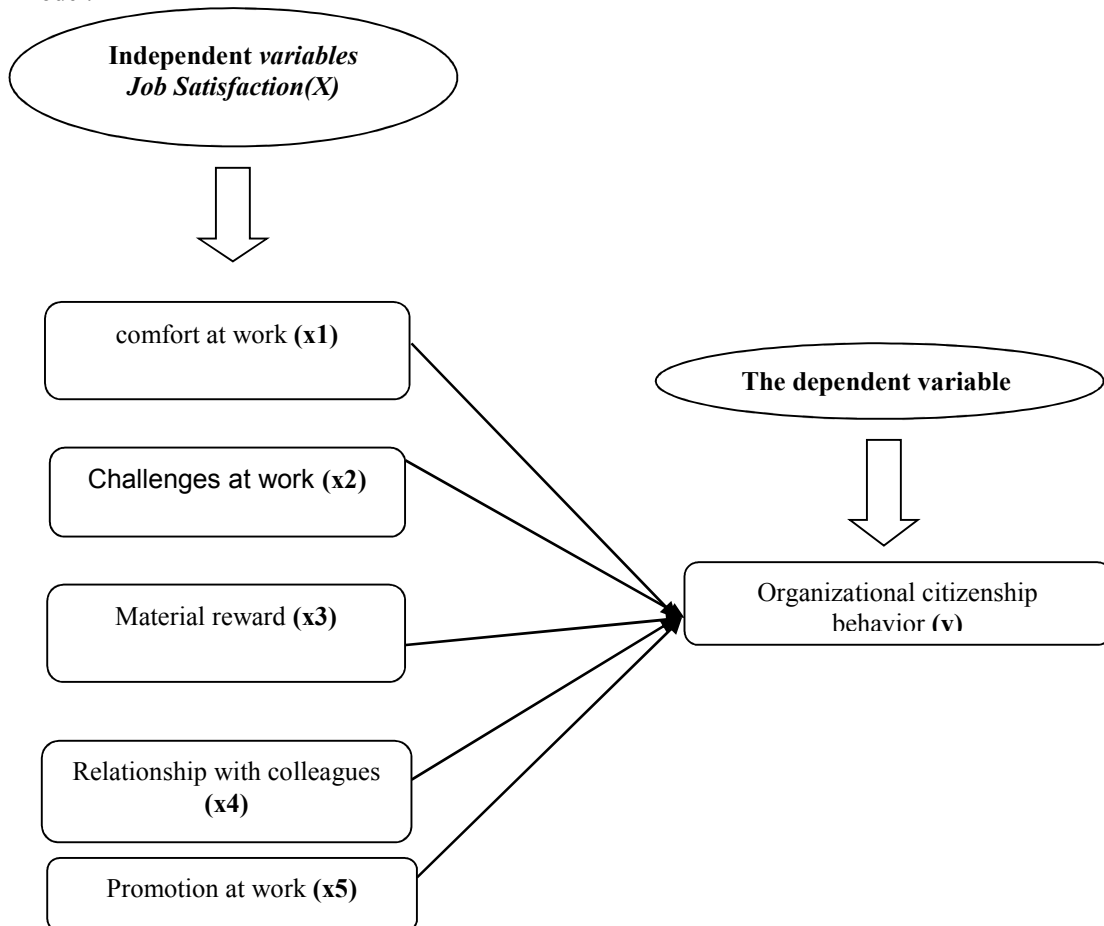 Independent variables
Job Satisfaction(X)
comfort at work (x1)
The dependent variable
Challenges at work (x2)
Organizational citizenship
behavior (y)
Material reward (x3)
Relationship with colleagues
(x4)
Promotion at work (x5)